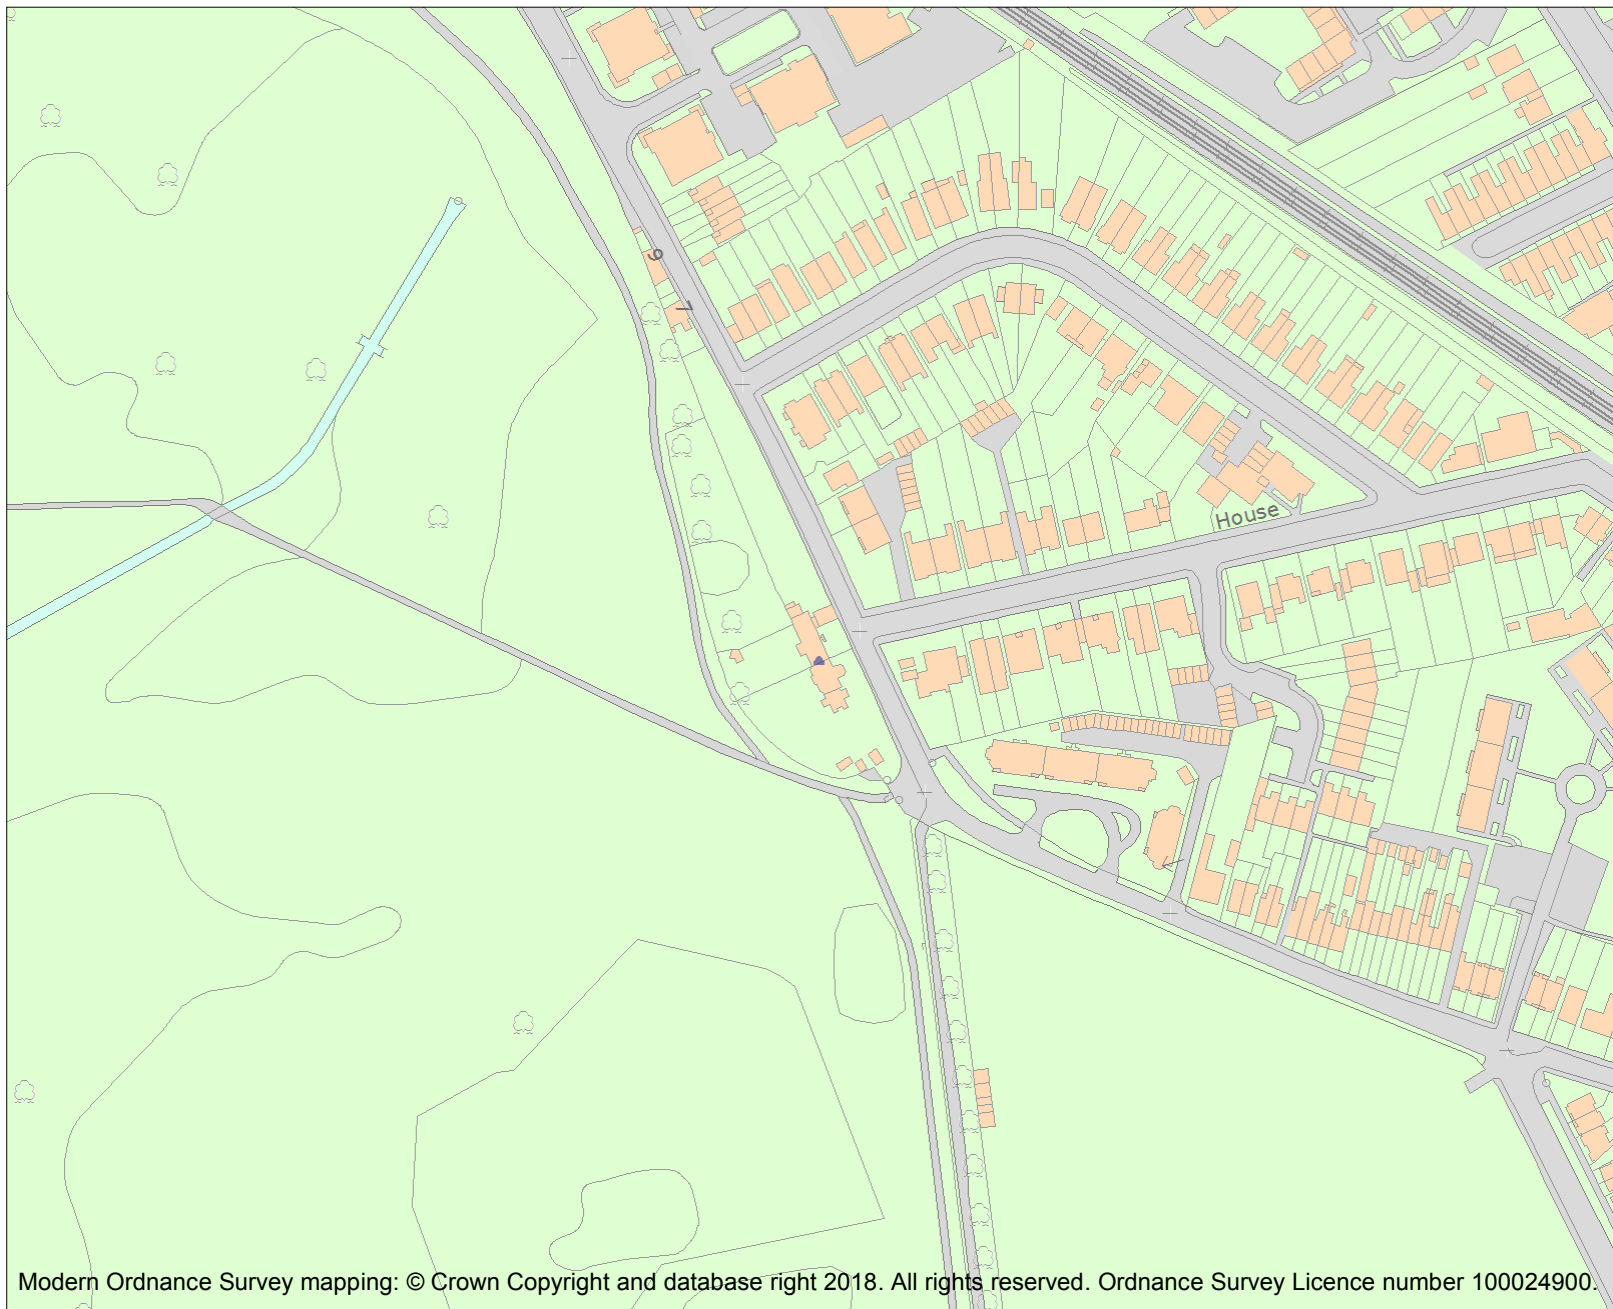 9
7
House
Modern Ordnance Survey mapping: © Crown Copyright and database right 2018. All rights reserved. Ordnance Survey Licence number 100024900.